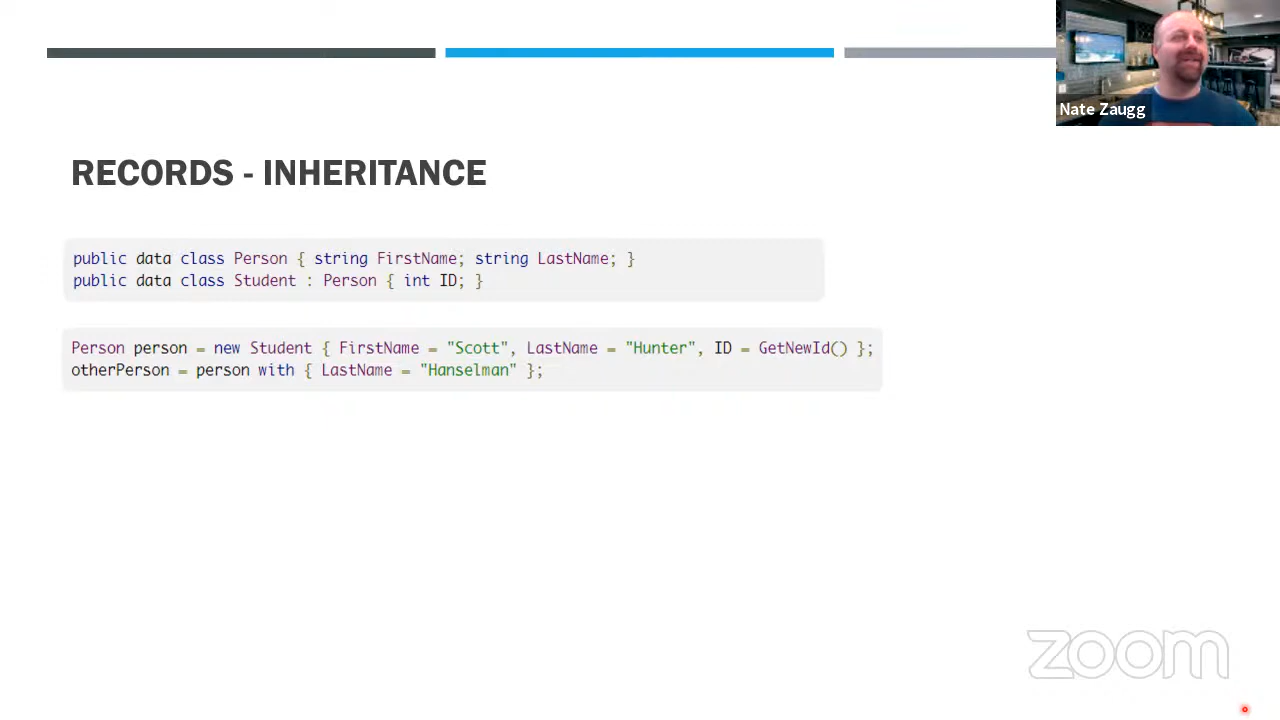 Nate Zaugg
RECORDS - INHERITANCE
public data class Person { string FirstName; string LastName; }
public data class Student : Person { int ID; }
Person person = new Student { FirstName = "Scott", LastName = "Hunter", ID = GetNewId() };
otherPerson = person with { LastName = "Hanselman" };
zoom